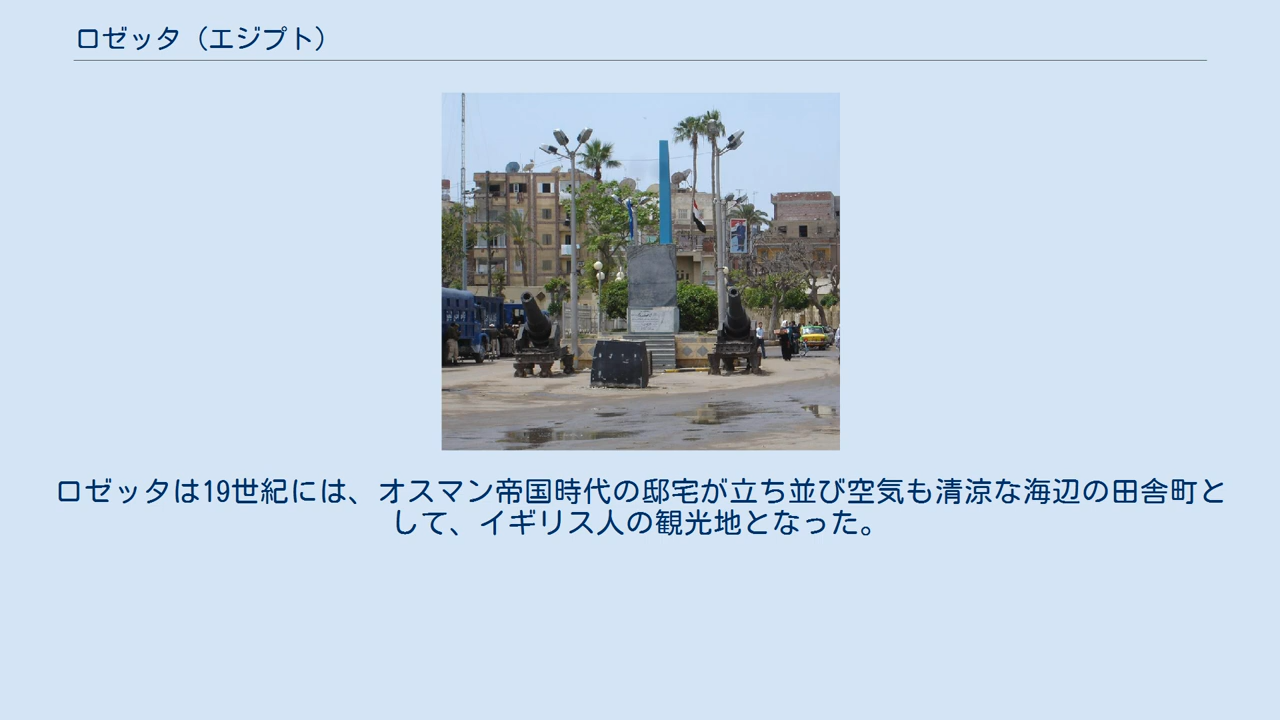 ロゼッタ（エジプト）
ロゼッタは19世紀には、オスマン帝国時代の邸宅が立ち並び空気も清涼な海辺の田舎町と
して、イギリス人の観光地となった。